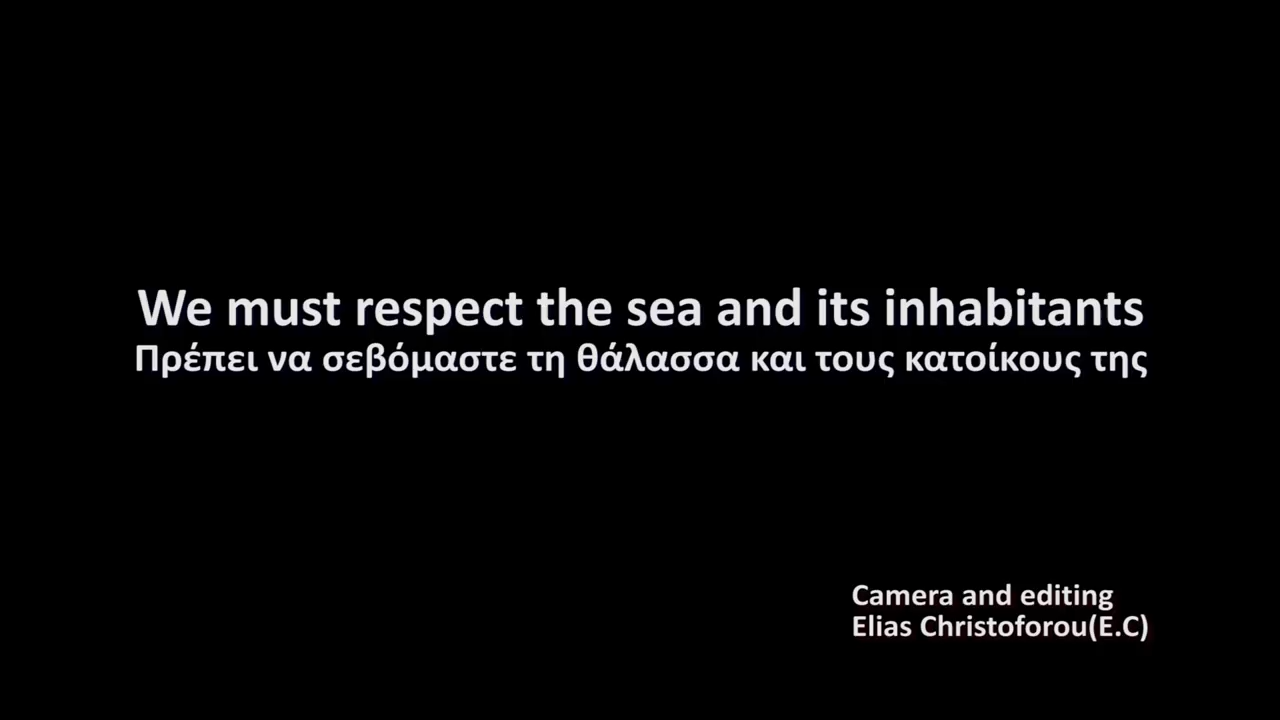 We must respect the sea and its inhabitants
Πρέπει να σεβόμαστε τη θάλασσα και τους κατοίκους της
Camera and editing
Elias Christoforou(E.C)